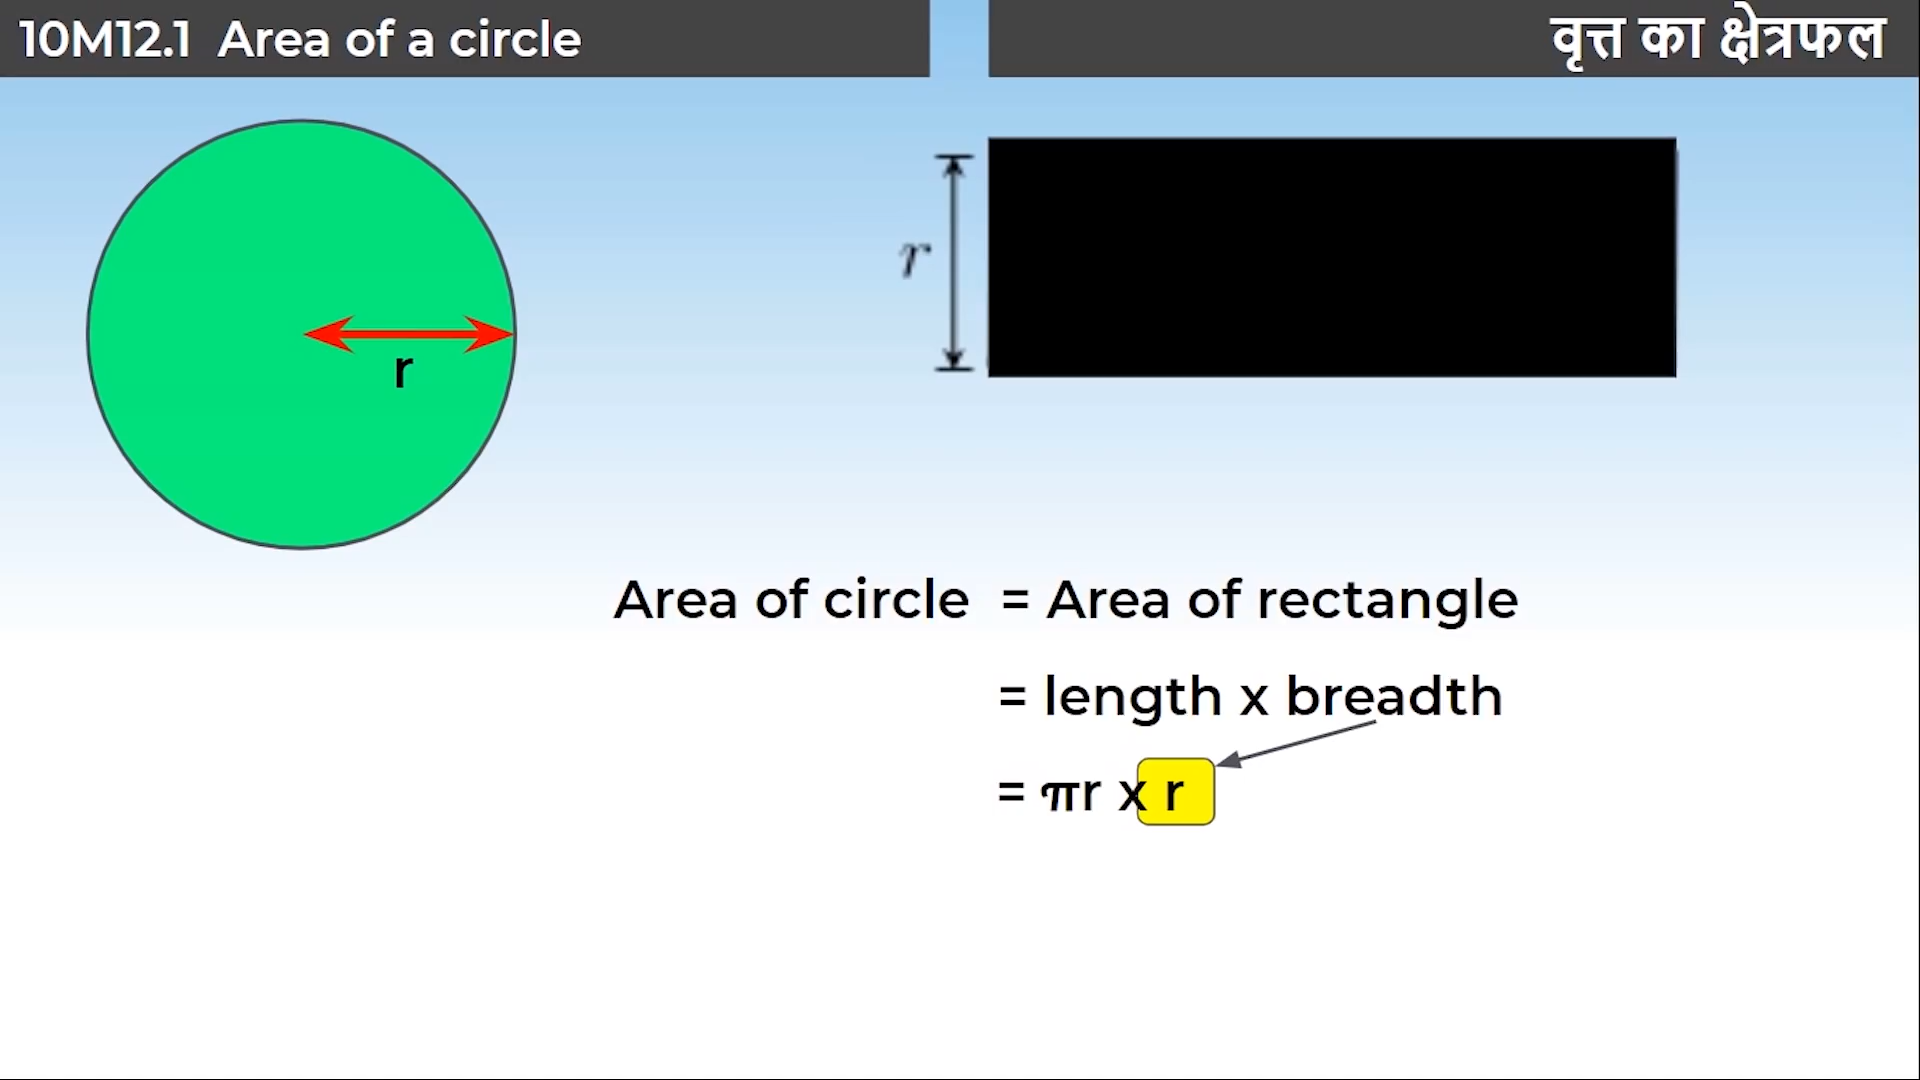 10M12.1 Area of a circle
वृत्त का क्षेत्रफल
r
r
Area of circle = Area of rectangle
= length x breadth
= πr x r